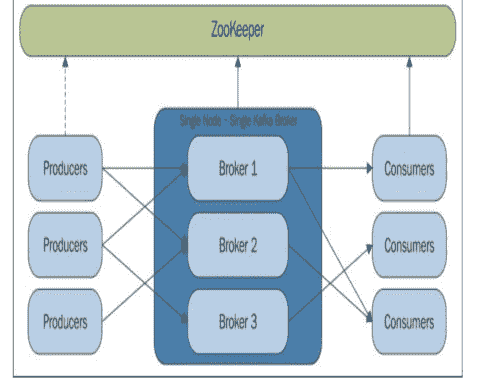 ZooKeeper
Single Node - Single Kafka Broker
Producers
Broker 1
Consumers
Producers
Broker 2
Consumers
Producers
Broker 3
Consumers